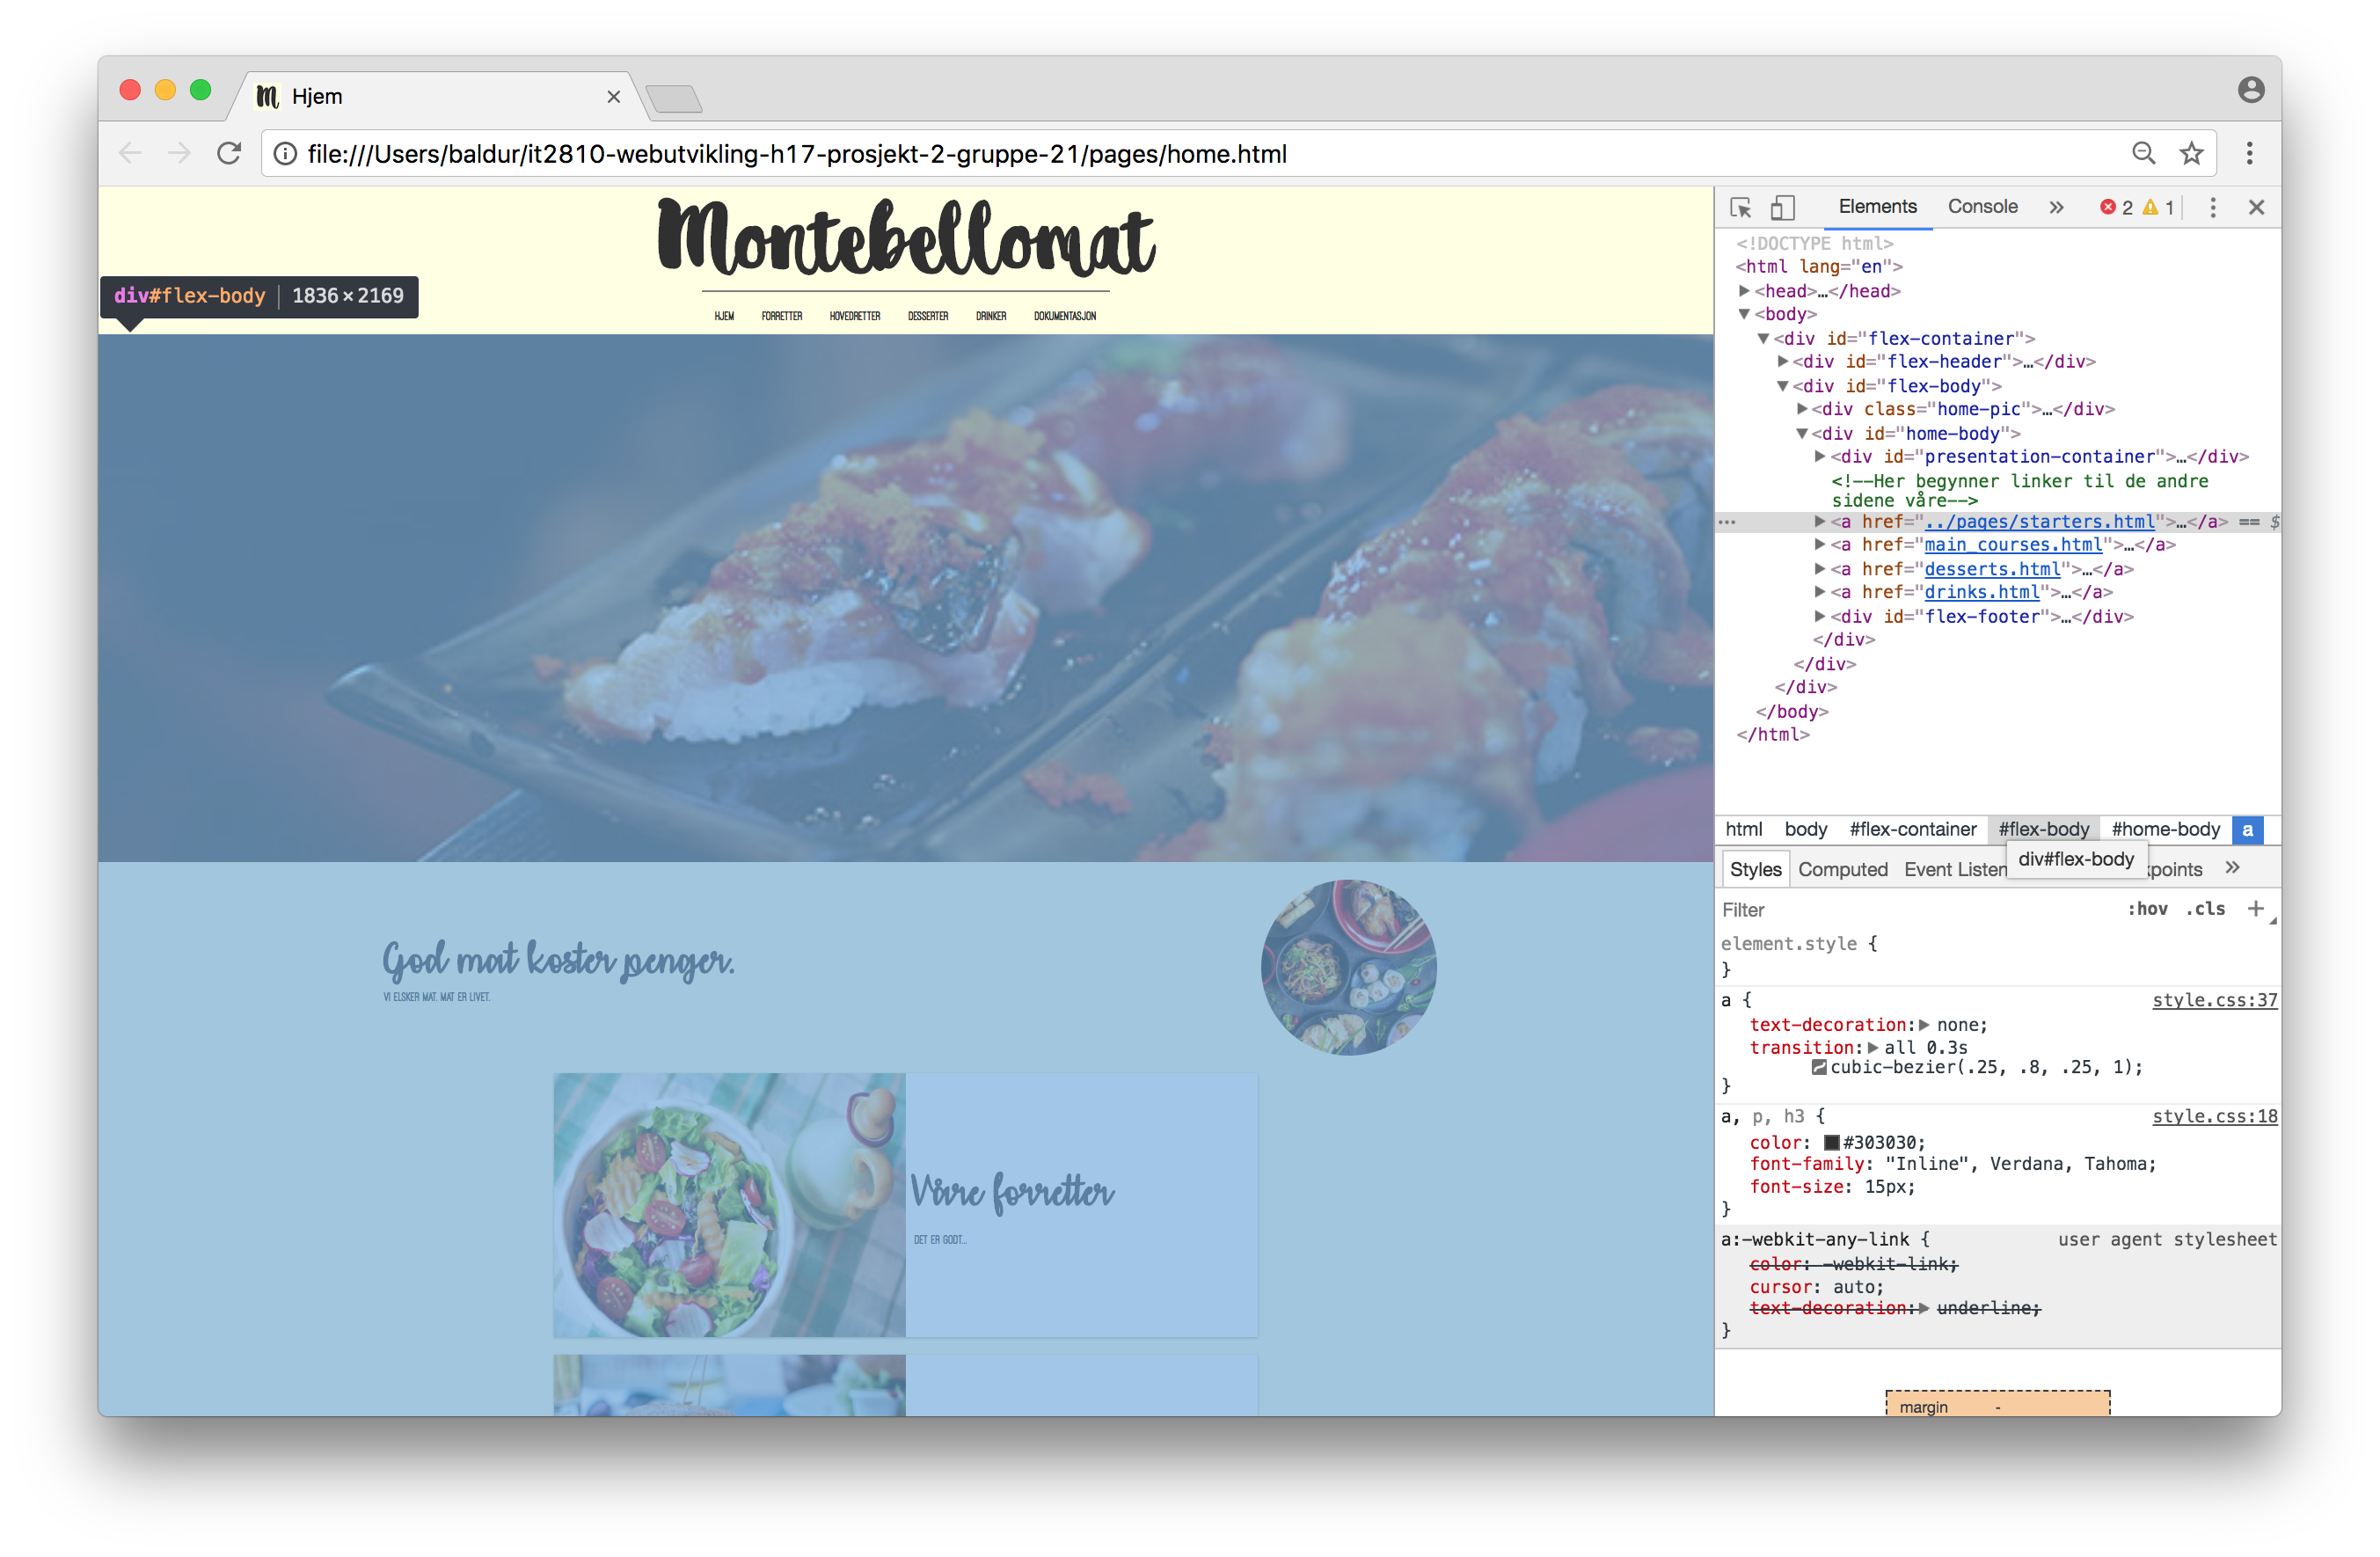 Hjem
file:///Users/baldur/it2810-webutvikling-h17-prosjekt-2-gruppe-21/pages/home.html
Montebellomat
div#flex-body | 1836 × 2169
HJEM FORRETTER HOVEDRETTER DESSERTER DRINKER DOKUMENTASJON
God mat koster penger.
VI ELSKER MAT. MAT ER LIVET.
Våre forretter
DET ER GODT...
Elements Console » 2 1
<!DOCTYPE html>
<html lang="en">
<head>…</head>
<body>
<div id="flex-container">
<div id="flex-header">…</div>
<div id="flex-body">
<div class="home-pic">…</div>
<div id="home-body">
<div id="presentation-container">…</div>
<!--Her begynner linker til de andre
sidene våre-->
… <a href="../pages/starters.html">…</a> == $
<a href="main_courses.html">…</a>
<a href="desserts.html">…</a>
<a href="drinks.html">…</a>
<div id="flex-footer">…</div>
</div>
</div>
</div>
</body>
</html>
html body #flex-container #flex-body #home-body a
div#flex-body
Styles Computed Event Listen kpoints »
Filter :hov .cls +
element.style {
}
a { style.css:37
text-decoration: none;
transition: all 0.3s
cubic-bezier(.25, .8, .25, 1);
}
a, p, h3 { style.css:18
color: #303030;
font-family: "Inline", Verdana, Tahoma;
font-size: 15px;
}
a:-webkit-any-link { user agent stylesheet
color: -webkit-link;
cursor: auto;
text-decoration: underline;
}
margin -